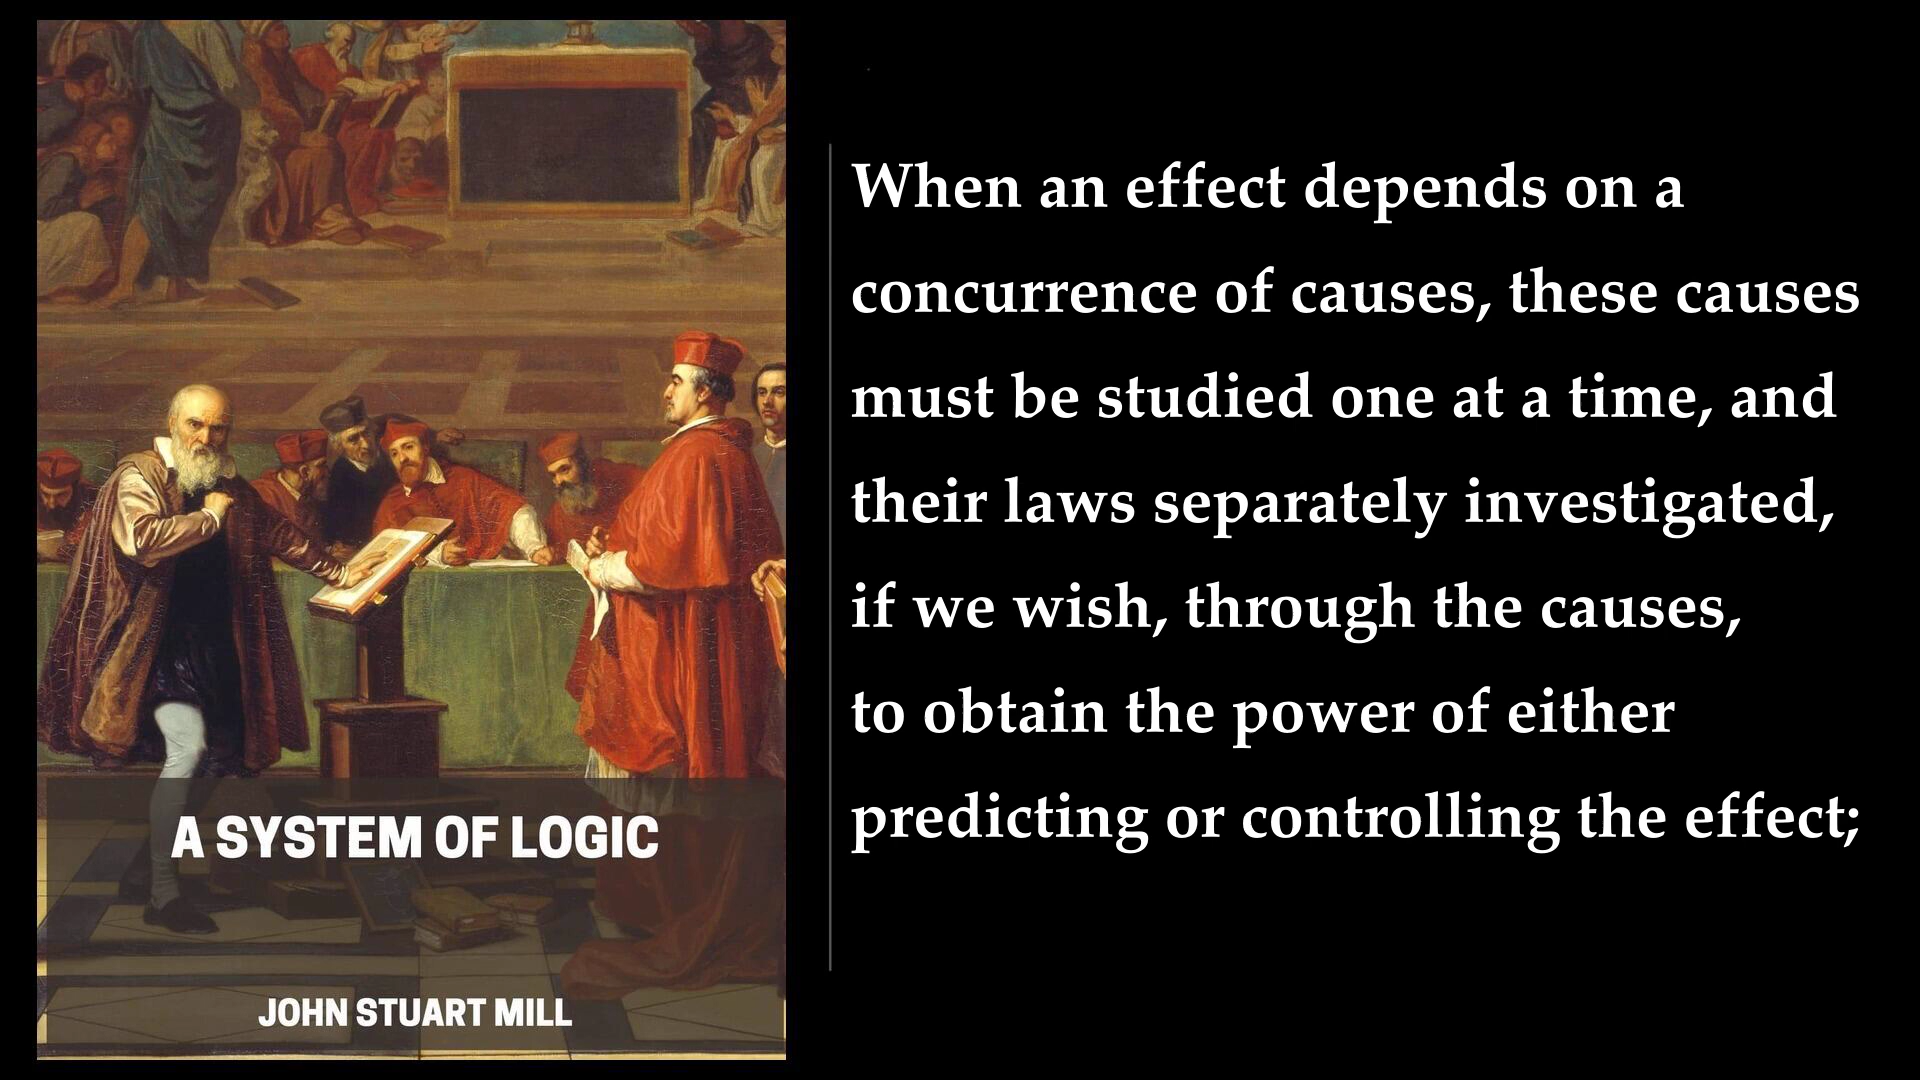 A SYSTEM OF LOGIC
JOHN STUART MILL
When an effect depends on a
concurrence of causes, these causes
must be studied one at a time, and
their laws separately investigated,
if we wish, through the causes,
to obtain the power of either
predicting or controlling the effect;